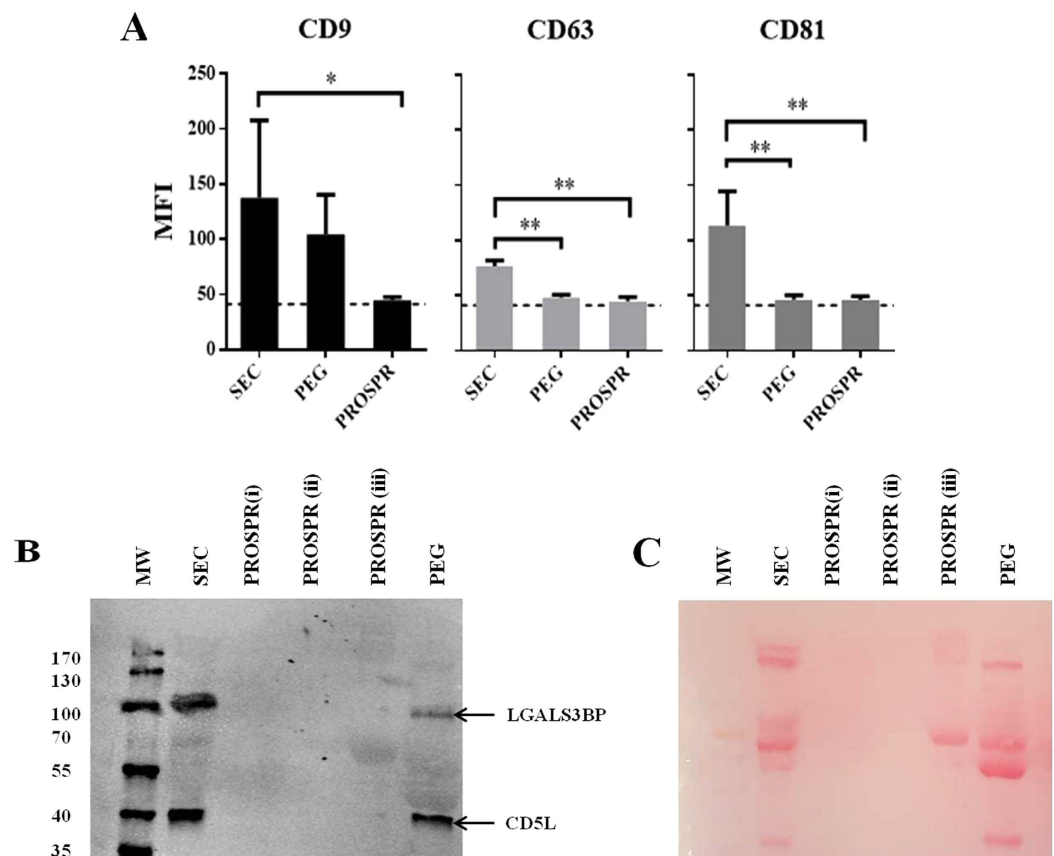 A
CD9
CD63
CD81
MFI
250
200
150
100
50
0
*
**
**
**
**
SEC
PEG
PROSPR
SEC
PEG
PROSPR
SEC
PEG
PROSPR
B
MW
SEC
PROSPR(i)
PROSPR (ii)
PROSPR (iii)
PEG
170
130
100
70
55
40
35
LGALS3BP
CD5L
C
MW
SEC
PROSPR(i)
PROSPR (ii)
PROSPR (iii)
PEG